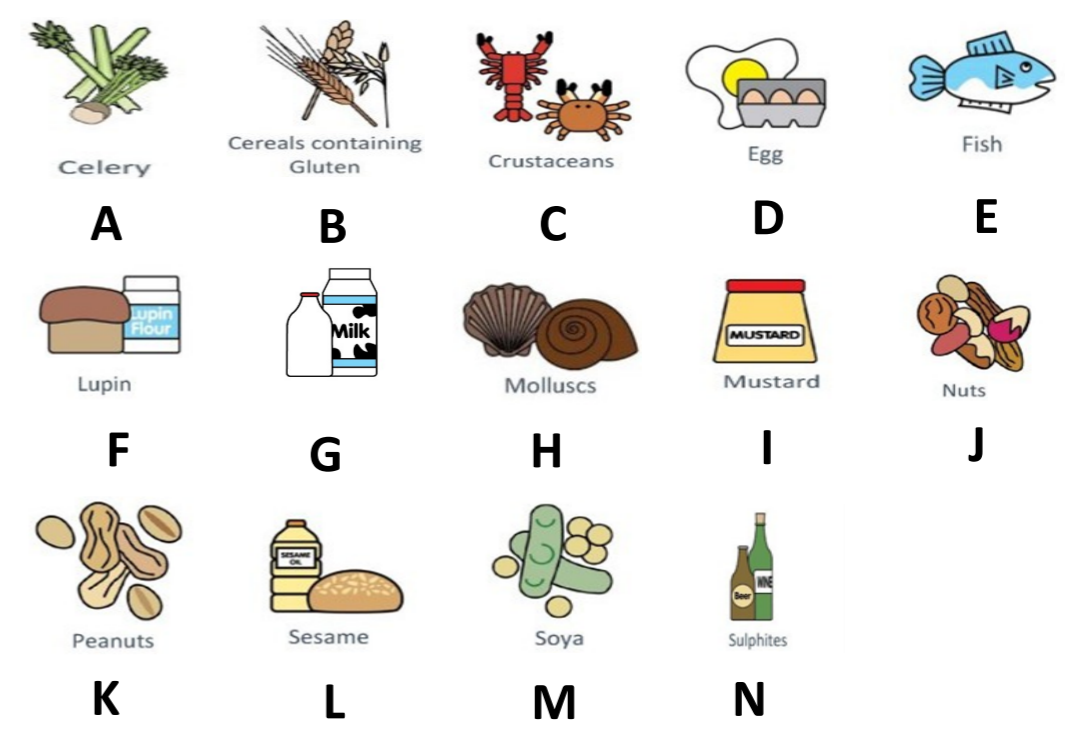 Celery
Cereals containing
Gluten
Crustaceans
Egg
Fish
A
B
C
D
E
Lupin
Flour
Milk
MUSTARD
Lupin
Molluscs
Mustard
Nuts
F
G
H
I
J
SESAME
OIL
Beer
WINE
Peanuts
Sesame
Soya
Sulphites
K
L
M
N